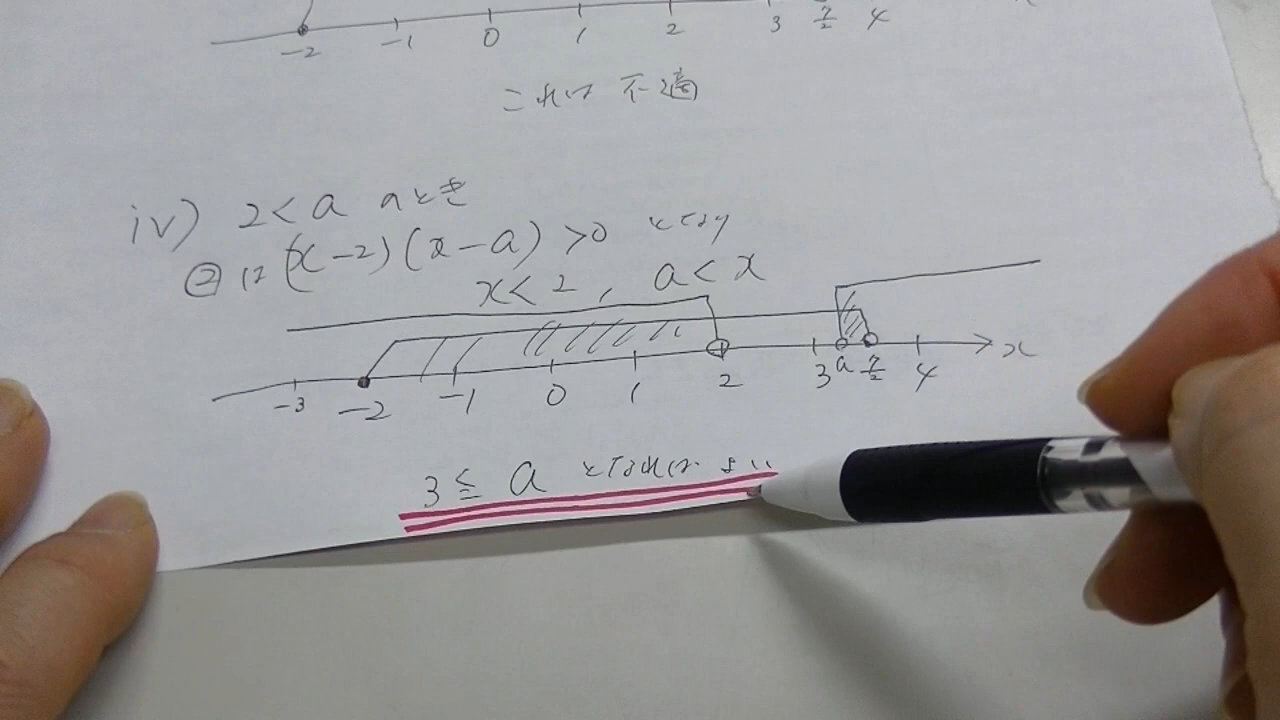 -2 -1 0 1 2 3 7/2 4
これは 不適
iv) 2<a のとき
②は (x-2)(x-a)>0 となり
x<2, a<x
-3 -2 -1 0 1 2 3 a 7/2 4 x
3≦a となればよい